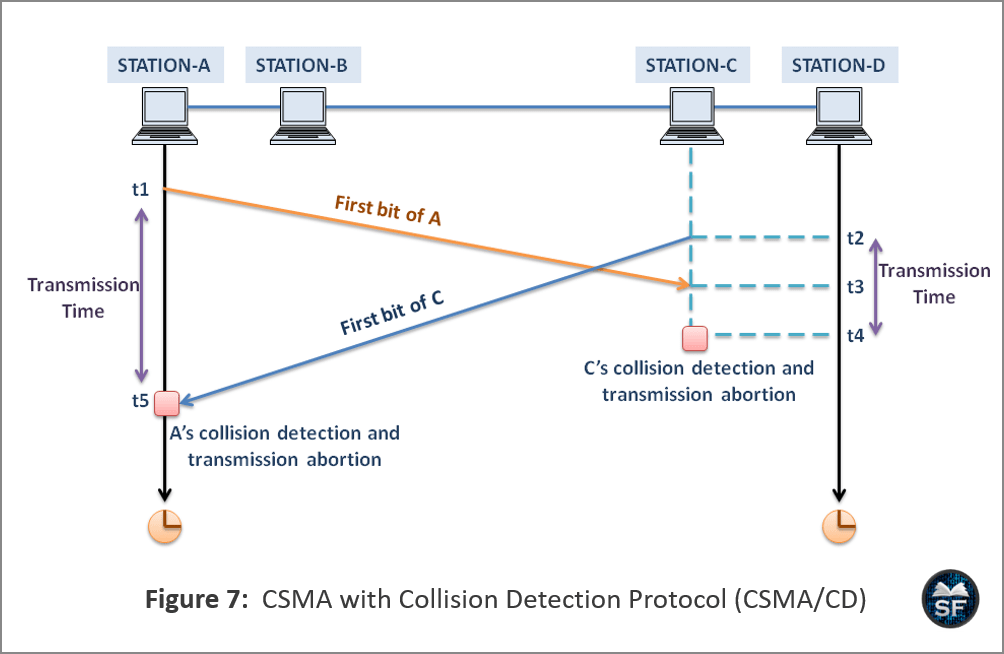 STATION-A
STATION-B
STATION-C
STATION-D
t1
First bit of A
t2
Transmission
Time
Transmission
Time
t3
First bit of C
t4
C's collision detection and
transmission abortion
t5
A's collision detection and
transmission abortion
Figure 7: CSMA with Collision Detection Protocol (CSMA/CD)
SF